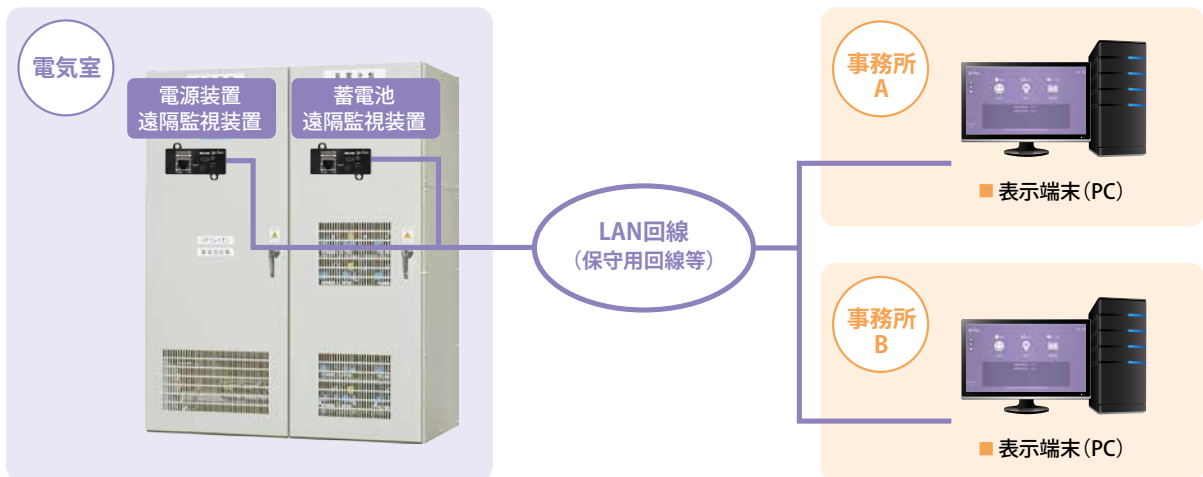 電気室
電源装置
遠隔監視装置
蓄電池
遠隔監視装置
LAN回線
（保守用回線等）
事務所
A
■ 表示端末（PC）
事務所
B
■ 表示端末（PC）